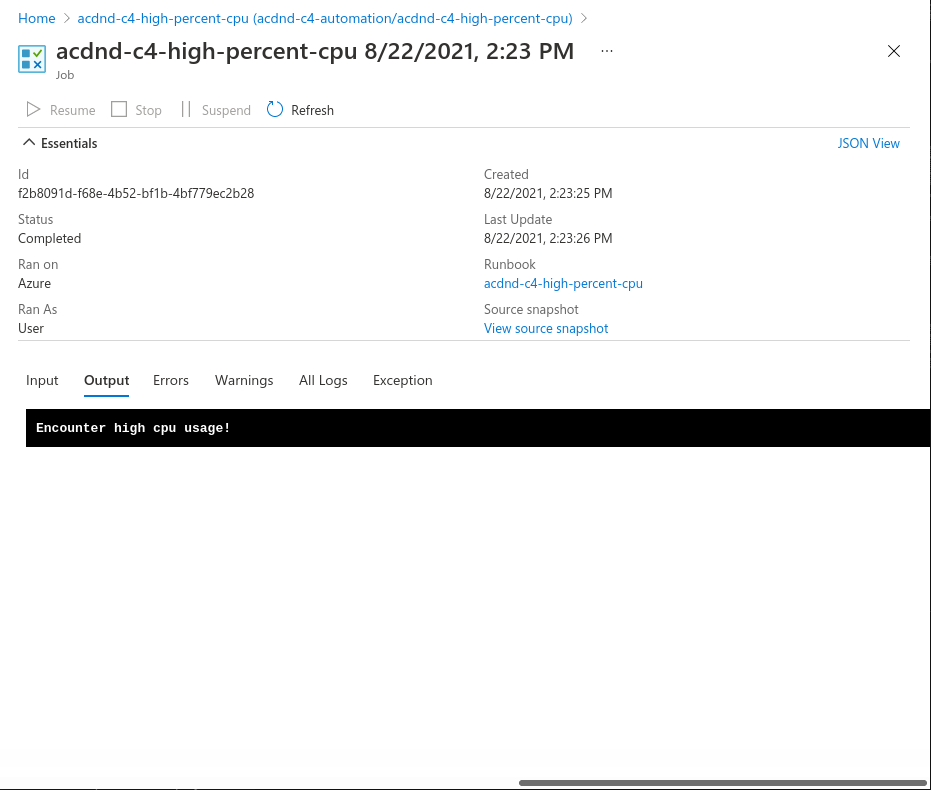 Home > acdnd-c4-high-percent-cpu (acdnd-c4-automation/acdnd-c4-high-percent-cpu) >
acdnd-c4-high-percent-cpu 8/22/2021, 2:23 PM ...
Job
Resume Stop Suspend Refresh
Essentials JSON View
Id Created
f2b8091d-f68e-4b52-bf1b-4bf779ec2b28 8/22/2021, 2:23:25 PM
Status Last Update
Completed 8/22/2021, 2:23:26 PM
Ran on Runbook
Azure acdnd-c4-high-percent-cpu
Ran As Source snapshot
User View source snapshot
Input Output Errors Warnings All Logs Exception
Encounter high cpu usage!